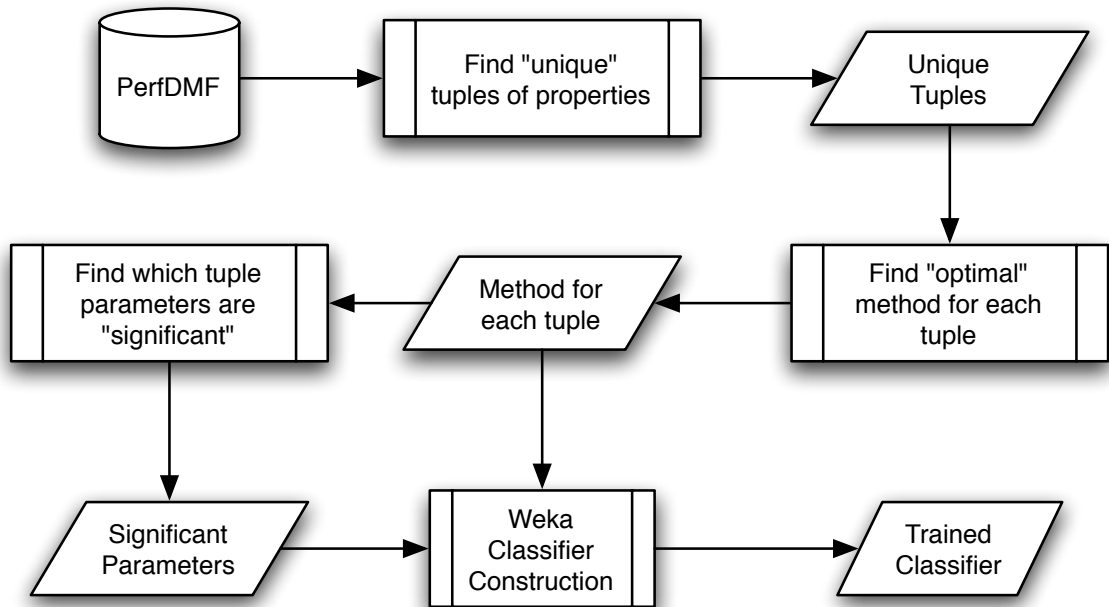 PerfDMF
Find "unique"
tuples of properties
Unique
Tuples
Find which tuple
parameters are
"significant"
Method for
each tuple
Find "optimal"
method for each
tuple
Significant
Parameters
Weka
Classifier
Construction
Trained
Classifier